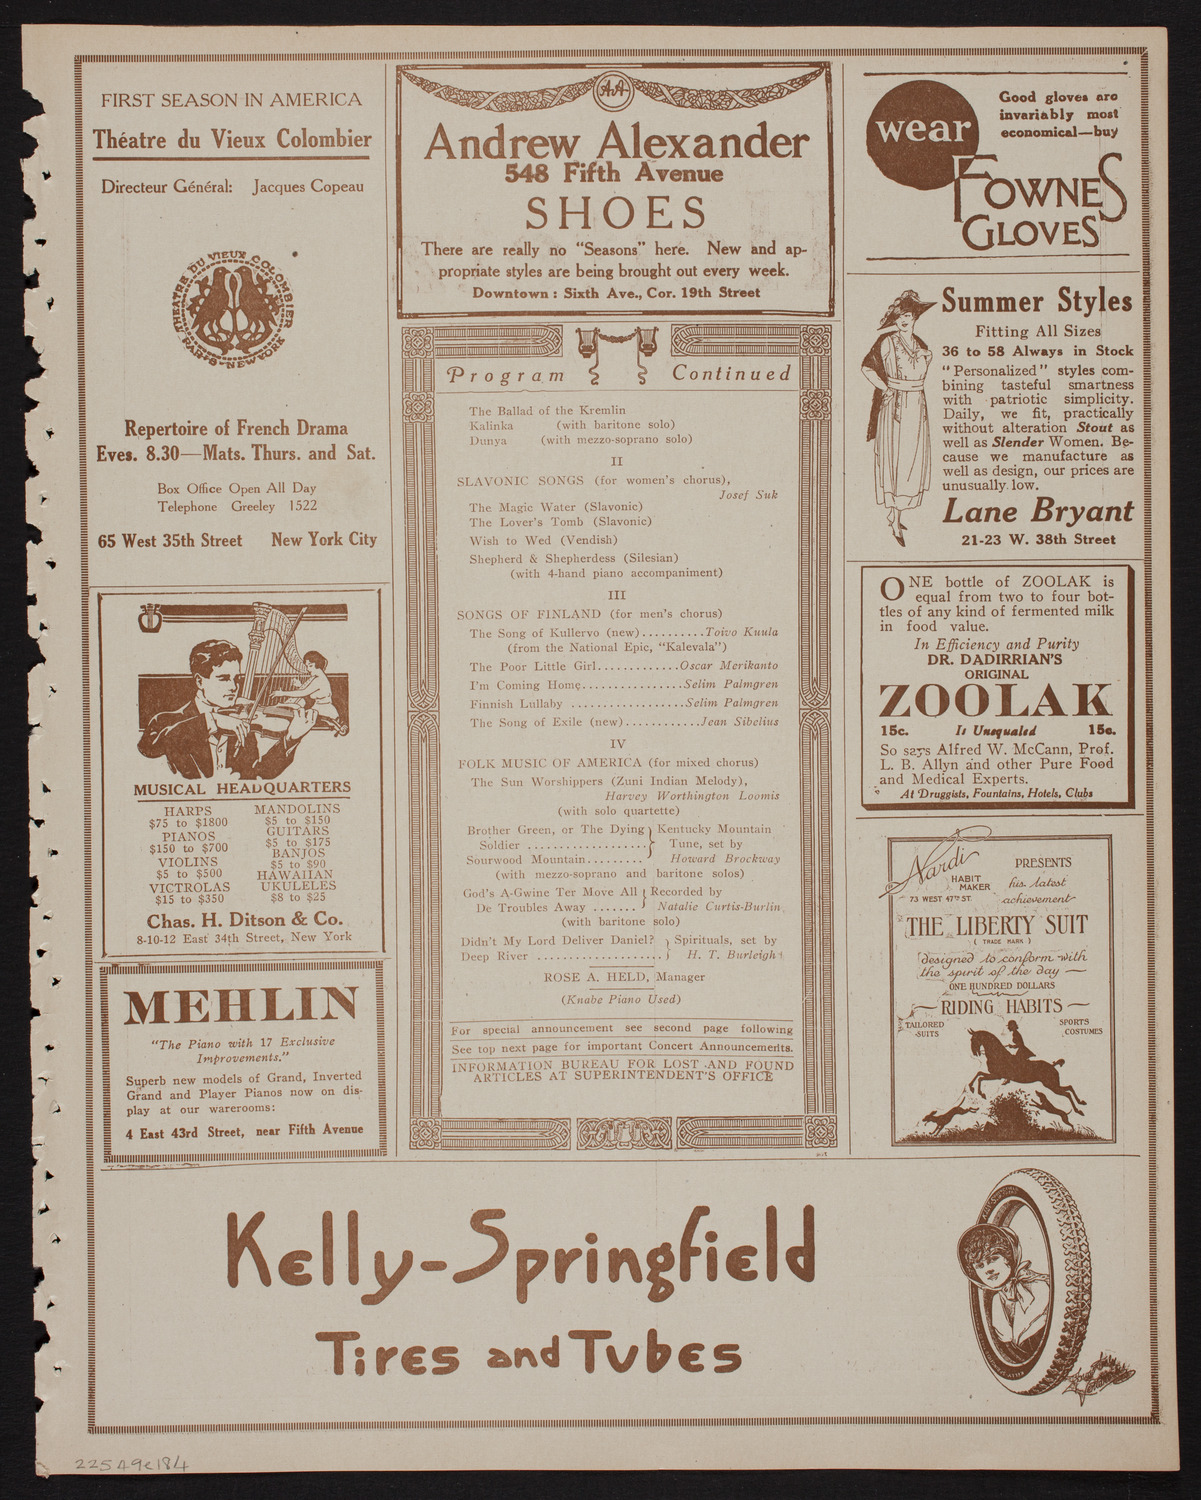 FIRST SEASON IN AMERICA
Théatre du Vieux Colombier
Directeur Général: Jacques Copeau
THEATRE DU VIEUX COLOMBIER
PARIS-NEW YORK
Repertoire of French Drama
Eves. 8.30—Mats. Thurs. and Sat.
Box Office Open All Day
Telephone Greeley 1522
65 West 35th Street New York City
MUSICAL HEADQUARTERS
HARPS
$75 to $1800
PIANOS
$150 to $700
VIOLINS
$5 to $500
VICTROLAS
$15 to $350
MANDOLINS
$5 to $150
GUITARS
$5 to $175
BANJOS
$5 to $90
HAWAIIAN
UKULELES
$8 to $25
Chas. H. Ditson & Co.
8-10-12 East 34th Street, New York
MEHLIN
"The Piano with 17 Exclusive
Improvements."
Superb new models of Grand, Inverted
Grand and Player Pianos now on dis-
play at our warerooms:
4 East 43rd Street, near Fifth Avenue
AA
Andrew Alexander
548 Fifth Avenue
SHOES
There are really no "Seasons" here. New and ap-
propriate styles are being brought out every week.
Downtown: Sixth Ave., Cor. 19th Street
Program Continued
The Ballad of the Kremlin
Kalinka (with baritone solo)
Dunya (with mezzo-soprano solo)
II
SLAVONIC SONGS (for women's chorus),
Josef Suk
The Magic Water (Slavonic)
The Lover's Tomb (Slavonic)
Wish to Wed (Vendish)
Shepherd & Shepherdess (Silesian)
(with 4-hand piano accompaniment)
III
SONGS OF FINLAND (for men's chorus)
The Song of Kullervo (new)..........Toivo Kuula
(from the National Epic, "Kalevala")
The Poor Little Girl.............Oscar Merikanto
I'm Coming Home................Selim Palmgren
Finnish Lullaby ..................Selim Palmgren
The Song of Exile (new)............Jean Sibelius
IV
FOLK MUSIC OF AMERICA (for mixed chorus)
The Sun Worshippers (Zuni Indian Melody),
Harvey Worthington Loomis
(with solo quartette)
Brother Green, or The Dying } Kentucky Mountain
Soldier ................... } Tune, set by
Sourwood Mountain......... Howard Brockway
(with mezzo-soprano and baritone solos)
God's A-Gwine Ter Move All } Recorded by
De Troubles Away ....... } Natalie Curtis-Burlin
(with baritone solo)
Didn't My Lord Deliver Daniel? } Spirituals, set by
Deep River .................... } H. T. Burleigh
ROSE A. HELD, Manager
(Knabe Piano Used)
For special announcement see second page following
See top next page for important Concert Announcements.
INFORMATION BUREAU FOR LOST AND FOUND
ARTICLES AT SUPERINTENDENT'S OFFICE
wear
Good gloves are
invariably most
economical—buy
FOWNES
GLOVES
Summer Styles
Fitting All Sizes
36 to 58 Always in Stock
"Personalized" styles com-
bining tasteful smartness
with patriotic simplicity.
Daily, we fit, practically
without alteration Stout as
well as Slender Women. Be-
cause we manufacture as
well as design, our prices are
unusually low.
Lane Bryant
21-23 W. 38th Street
ONE bottle of ZOOLAK is
equal from two to four bot-
tles of any kind of fermented milk
in food value.
In Efficiency and Purity
DR. DADIRRIAN'S
ORIGINAL
ZOOLAK
15c. Is Unequaled 15c.
So says Alfred W. McCann, Prof.
L. B. Allyn and other Pure Food
and Medical Experts.
At Druggists, Fountains, Hotels, Clubs
Nardi
HABIT
MAKER
73 WEST 47TH ST.
PRESENTS
his latest
achievement
THE LIBERTY SUIT
( TRADE MARK )
designed to conform with
the spirit of the day —
ONE HUNDRED DOLLARS
RIDING HABITS
TAILORED
SUITS
SPORTS
COSTUMES
Kelly-Springfield
Tires and Tubes
225A9e184